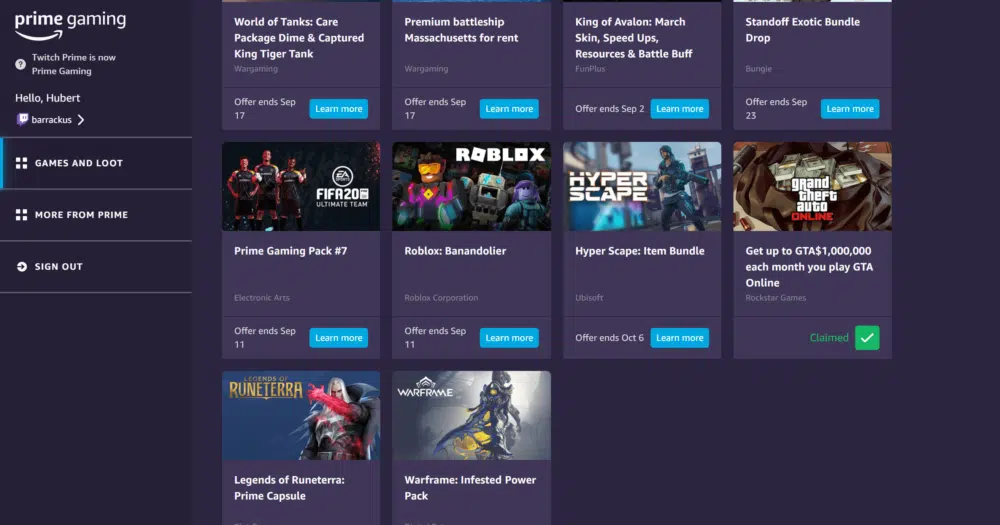 prime gaming
Twitch Prime is now
Prime Gaming
Hello, Hubert
barrackus
GAMES AND LOOT
MORE FROM PRIME
SIGN OUT
World of Tanks: Care
Package Dime & Captured
King Tiger Tank
Wargaming
Offer ends Sep
17
Learn more
Premium battleship
Massachusetts for rent
Wargaming
Offer ends Sep
17
Learn more
King of Avalon: March
Skin, Speed Ups,
Resources & Battle Buff
FunPlus
Offer ends Sep 2
Learn more
Standoff Exotic Bundle
Drop
Bungie
Offer ends Sep
23
Learn more
EA
SPORTS
FIFA 20
ULTIMATE TEAM
Prime Gaming Pack #7
Electronic Arts
Offer ends Sep
11
Learn more
ROBLOX
Roblox: Banandolier
Roblox Corporation
Offer ends Sep
11
Learn more
HYPER
SCAPE
Hyper Scape: Item Bundle
Ubisoft
Offer ends Oct 6
Learn more
grand
theft
auto
ONLINE
Get up to GTA$1,000,000
each month you play GTA
Online
Rockstar Games
Claimed
LEGENDS OF
RUNETERRA
Legends of Runeterra:
Prime Capsule
WARFRAME
Warframe: Infested Power
Pack